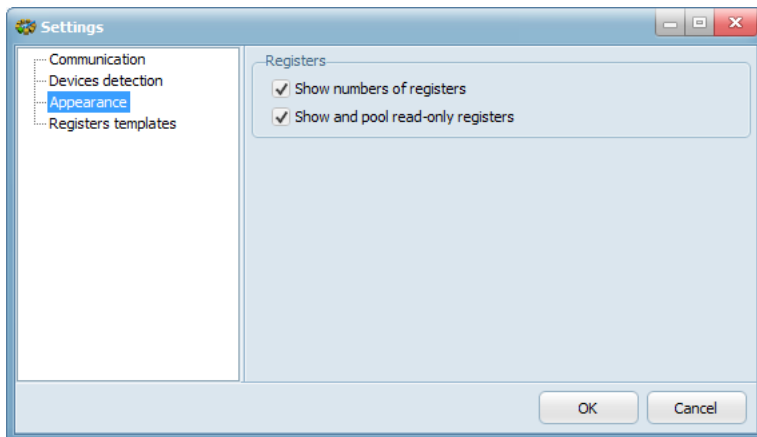 Settings
Communication
Devices detection
Appearance
Registers templates
Registers
Show numbers of registers
Show and pool read-only registers
OK
Cancel